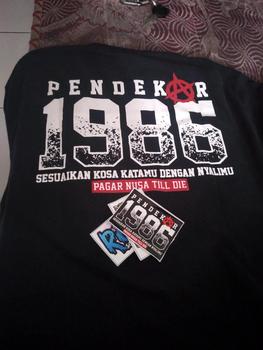 PENDEKAR
1986
SESUAIKAN KOSA KATAMU DENGAN NYALIMU
PAGAR NUSA TILL DIE
PENDEKAR
1986